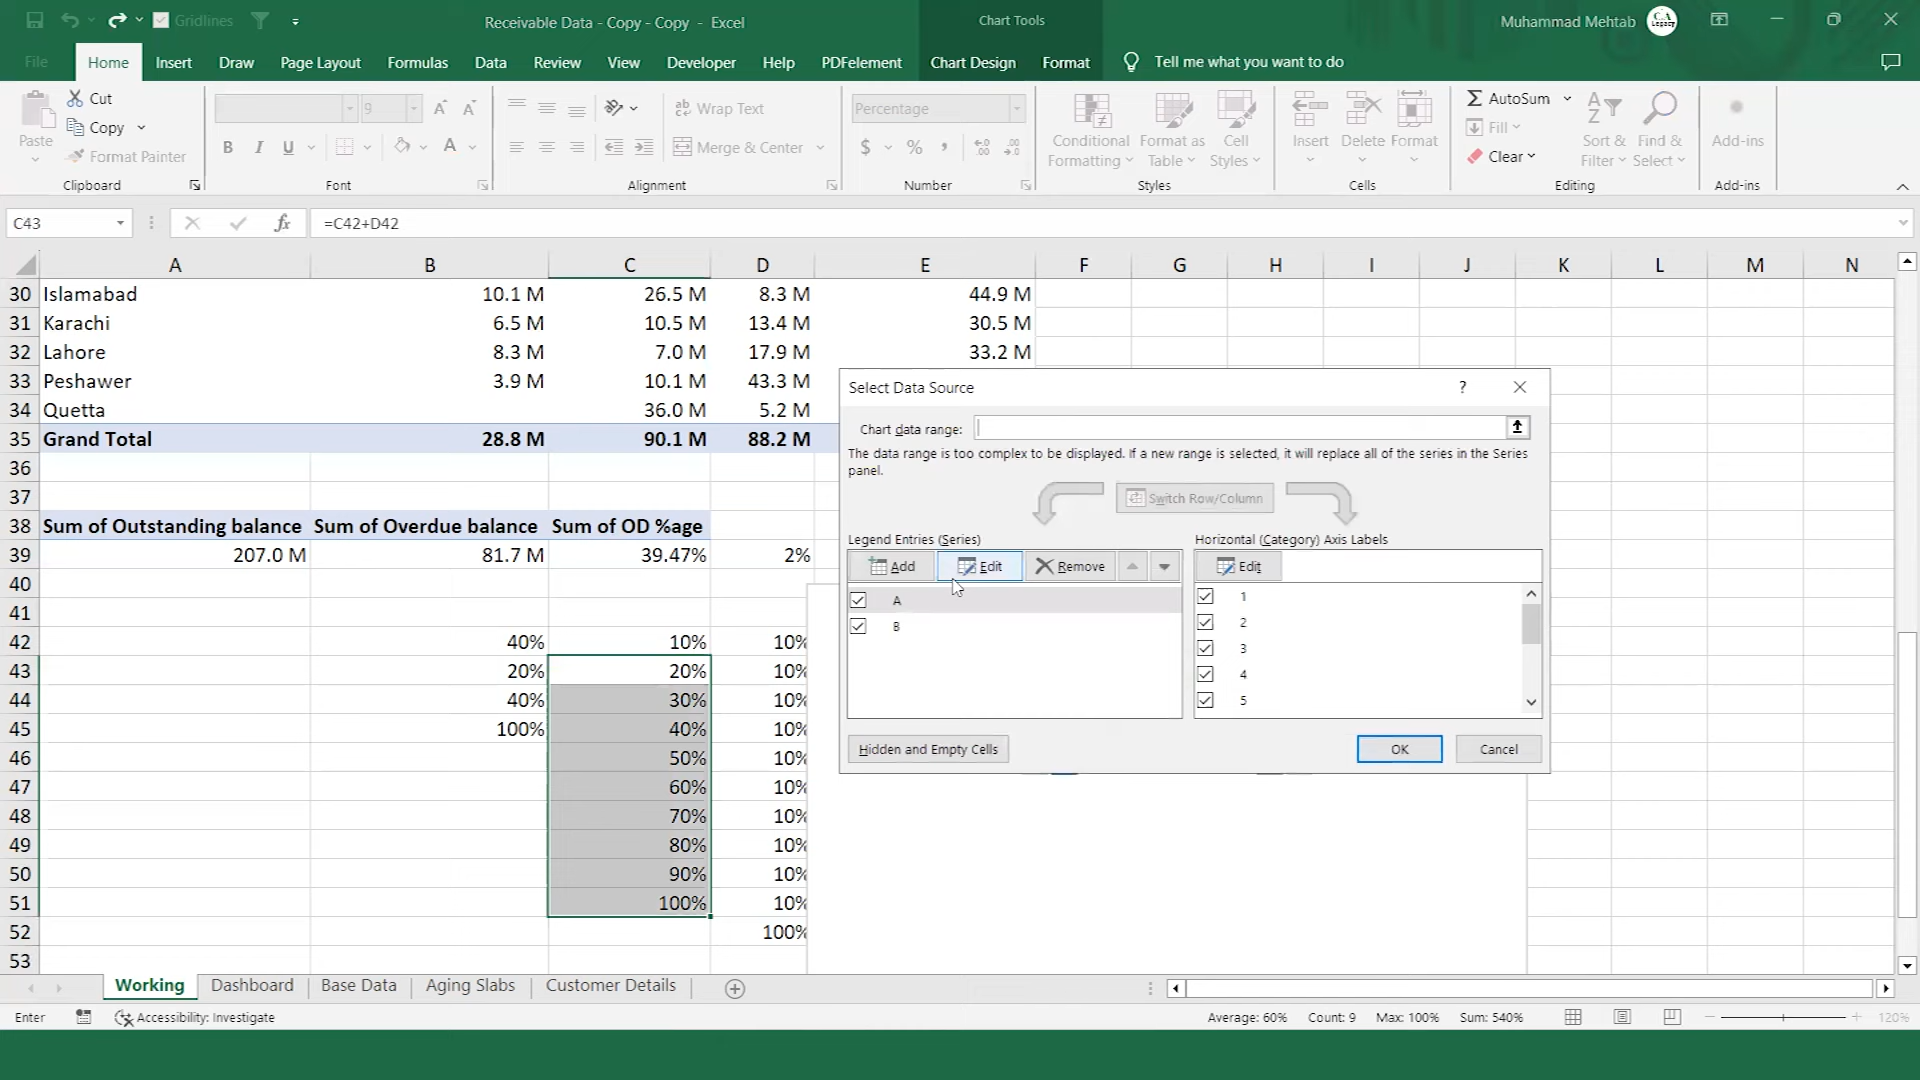 Gridlines
Receivable Data - Copy - Copy - Excel
Chart Tools
Muhammad Mehtab
File Home Insert Draw Page Layout Formulas Data Review View Developer Help PDFelement Chart Design Format Tell me what you want to do
Paste
Cut
Copy
Format Painter
Clipboard
9
B I U
Font
Wrap Text
Merge & Center
Alignment
Percentage
$ % ,
Number
Conditional Formatting
Format as Table
Cell Styles
Styles
Insert Delete Format
Cells
AutoSum
Fill
Clear
Sort & Filter
Find & Select
Editing
Add-ins
Add-ins
C43 fx =C42+D42
A B C D E F G H I J K L M N
30 Islamabad 10.1 M 26.5 M 8.3 M 44.9 M
31 Karachi 6.5 M 10.5 M 13.4 M 30.5 M
32 Lahore 8.3 M 7.0 M 17.9 M 33.2 M
33 Peshawer 3.9 M 10.1 M 43.3 M
34 Quetta 36.0 M 5.2 M
35 Grand Total 28.8 M 90.1 M 88.2 M
36
37
38 Sum of Outstanding balance Sum of Overdue balance Sum of OD %age
39 207.0 M 81.7 M 39.47% 2%
40
41
42 40% 10% 10%
43 20% 20% 10%
44 40% 30% 10%
45 100% 40% 10%
46 50% 10%
47 60% 10%
48 70% 10%
49 80% 10%
50 90% 10%
51 100% 10%
52 100%
53
Select Data Source ?
Chart data range:
The data range is too complex to be displayed. If a new range is selected, it will replace all of the series in the Series
panel.
Switch Row/Column
Legend Entries (Series)
Add Edit Remove
A
B
Horizontal (Category) Axis Labels
Edit
1
2
3
4
5
Hidden and Empty Cells
OK Cancel
Working Dashboard Base Data Aging Slabs Customer Details
Enter Accessibility: Investigate Average: 60% Count: 9 Max: 100% Sum: 540% 120%